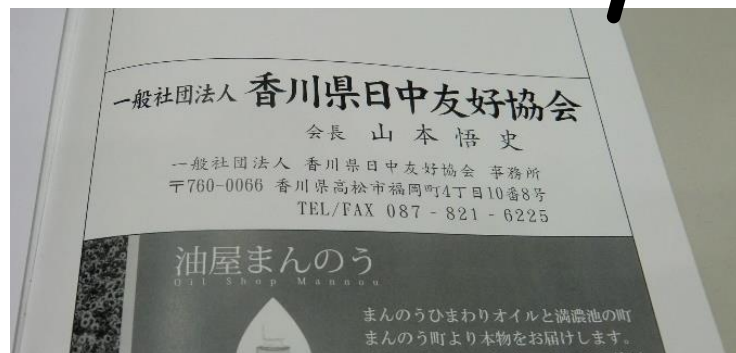 一般社団法人 香川県日中友好協会
会長 山本悟史
一般社団法人 香川県日中友好協会 事務所
〒760-0066 香川県高松市福岡町4丁目10番8号
TEL/FAX 087-821-6225
油屋まんのう
Oil Shop Mannou
まんのうひまわりオイルと満濃池の町
まんのう町より本物をお届けします。